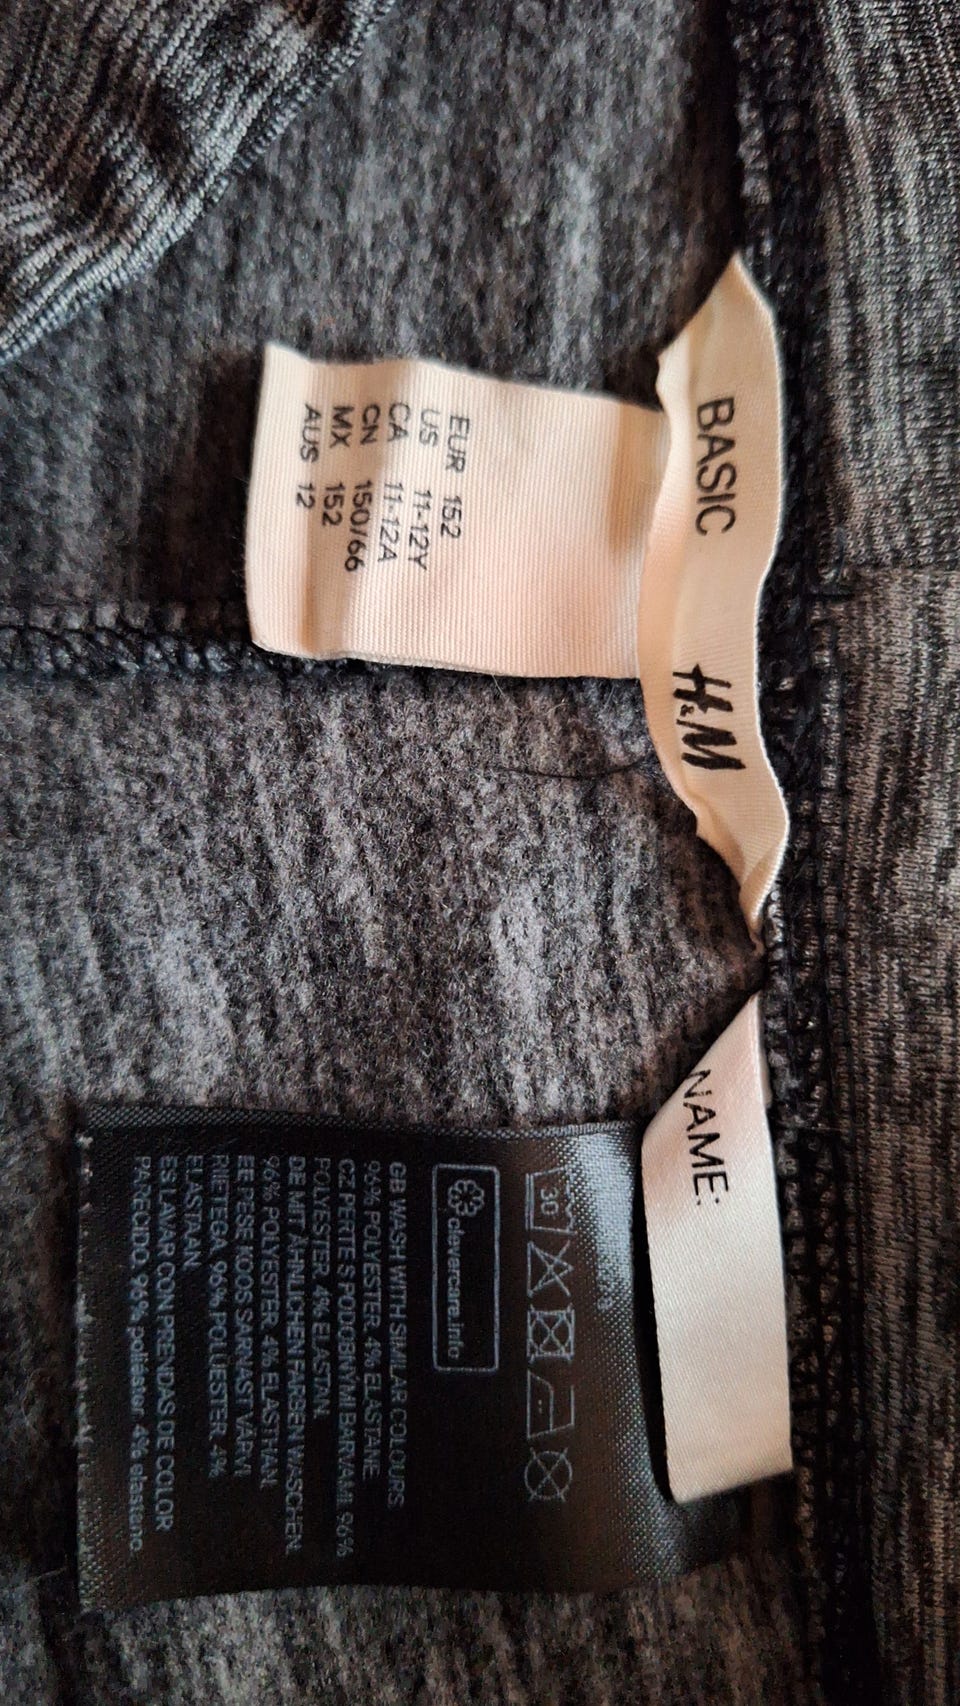 BASIC
H&M
EUR 152
US 11-12Y
CA 11-12A
CN 150/66
MX 152
AUS 12
NAME:
30
clevercare.info
GB WASH WITH SIMILAR COLOURS.
96% POLYESTER, 4% ELASTANE
CZ PERTE S PODOBNÝMI BARVAMI. 96%
POLYESTER, 4% ELASTAN.
DE MIT ÄHNLICHEN FARBEN WASCHEN.
96% POLYESTER, 4% ELASTHAN.
EE PESE KOOS SARNAST VÄRVI
RIIETEGA. 96% POLÜESTER, 4%
ELASTAAN.
ES LAVAR CON PRENDAS DE COLOR
PARECIDO. 96% poliéster, 4% elastano.